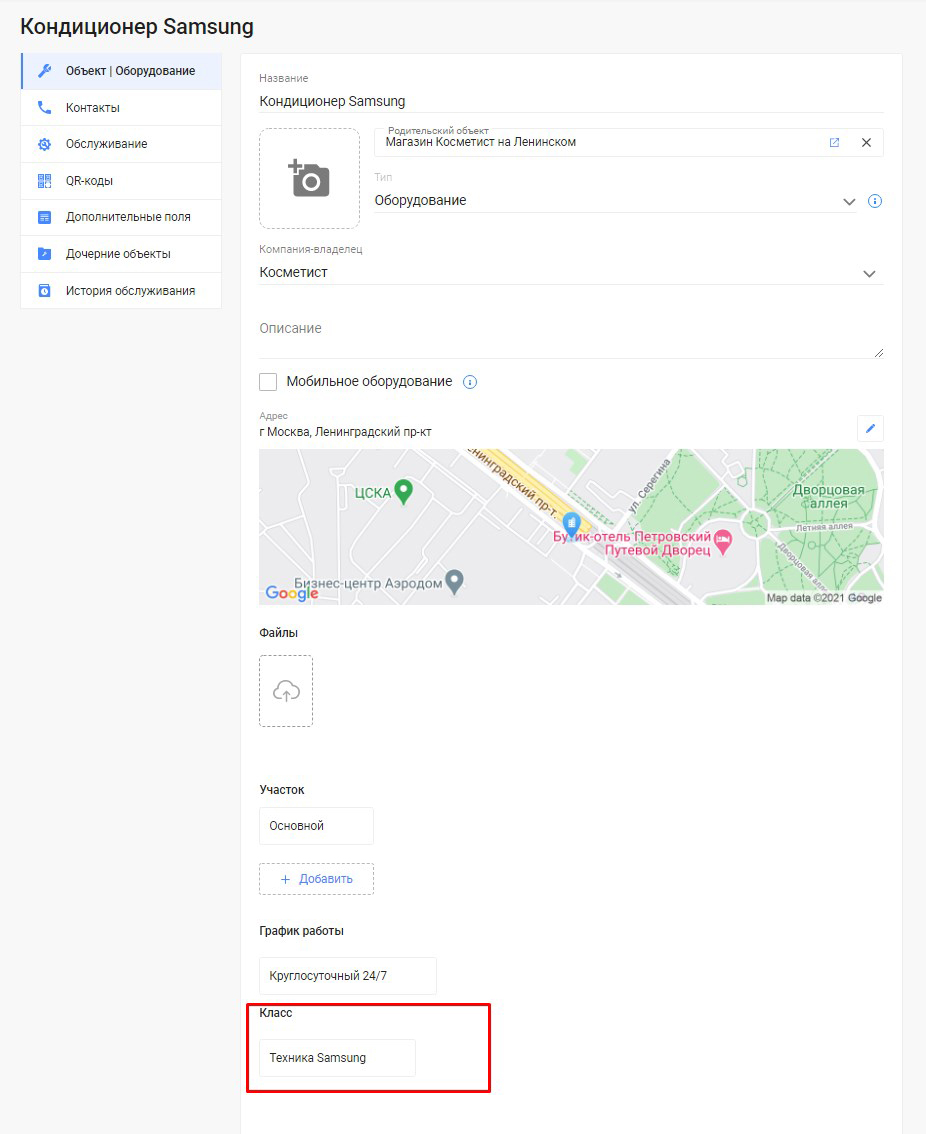 Кондиционер Samsung
Объект | Оборудование
Контакты
Обслуживание
QR-коды
Дополнительные поля
Дочерние объекты
История обслуживания
Название
Кондиционер Samsung
Родительский объект
Магазин Косметист на Ленинском
Тип
Оборудование
Компания-владелец
Косметист
Описание
Мобильное оборудование
Адрес
г Москва, Ленинградский пр-кт
ЦСКА
енинградский пр-т.
ул. Серегина
Дворцовая
аллея
Летняя аллея
Дворцовая аллея
Бутик-отель Петровский
Путевой Дворец
Бизнес-центр Аэродом
Google
Map data ©2021 Google
Файлы
Участок
Основной
+ Добавить
График работы
Круглосуточный 24/7
Класс
Техника Samsung